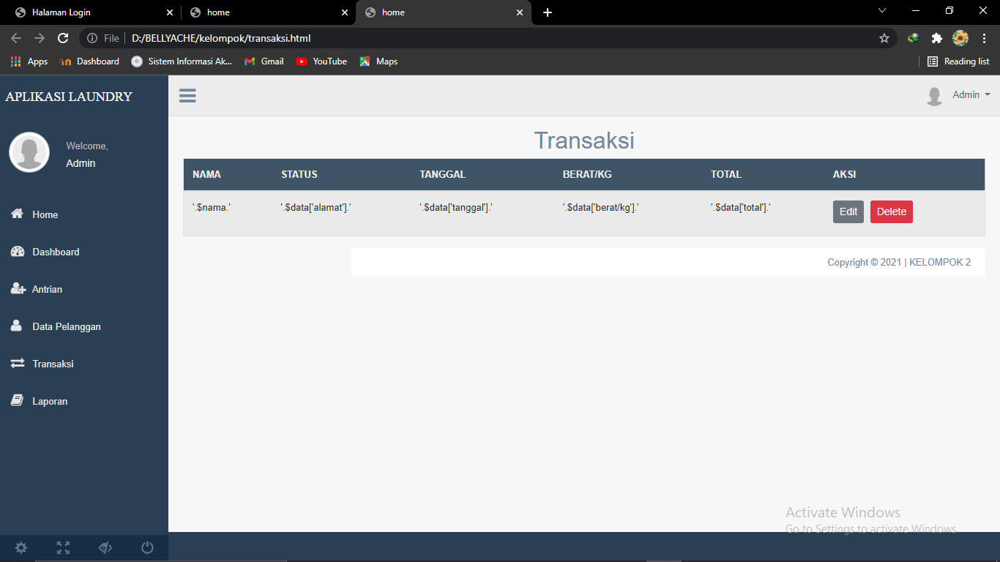 Halaman Login
home
home
File
D:/BELLYACHE/kelompok/transaksi.html
Apps
Dashboard
Sistem Informasi Ak...
Gmail
YouTube
Maps
Reading list
APLIKASI LAUNDRY
Admin
Welcome,
Admin
Home
Dashboard
Antrian
Data Pelanggan
Transaksi
Laporan
Transaksi
NAMA STATUS TANGGAL BERAT/KG TOTAL AKSI
'.$nama.' '.$data['alamat'].' '.$data['tanggal'].' '.$data['berat/kg'].' '.$data['total'].' Edit Delete
Copyright © 2021 | KELOMPOK 2
Activate Windows
Go to Settings to activate Windows.